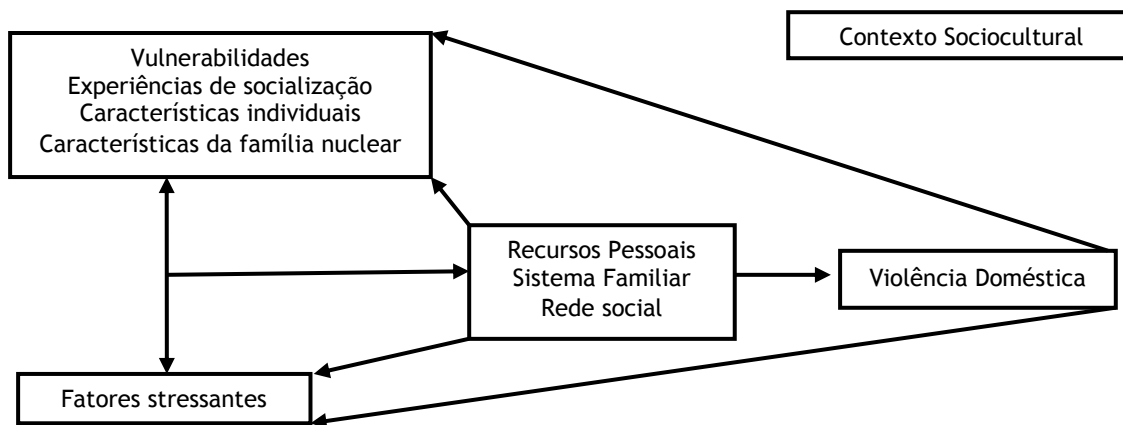 Contexto Sociocultural
Vulnerabilidades
Experiências de socialização
Características individuais
Características da família nuclear
Recursos Pessoais
Sistema Familiar
Rede social
Violência Doméstica
Fatores stressantes